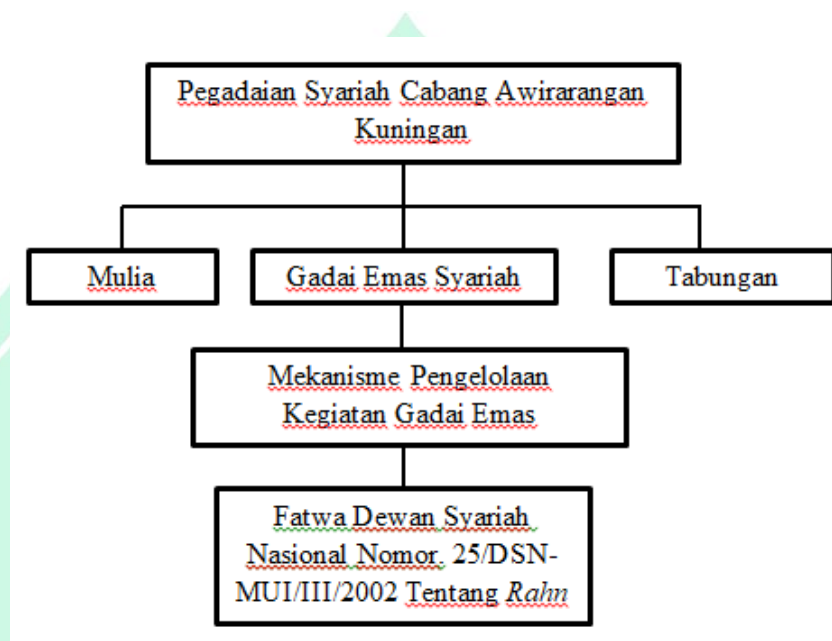 Pegadaian Syariah Cabang Awirarangan
Kuningan
Mulia
Gadai Emas Syariah
Tabungan
Mekanisme Pengelolaan
Kegiatan Gadai Emas
Fatwa Dewan Syariah
Nasional Nomor. 25/DSN-
MUI/III/2002 Tentang Rahn